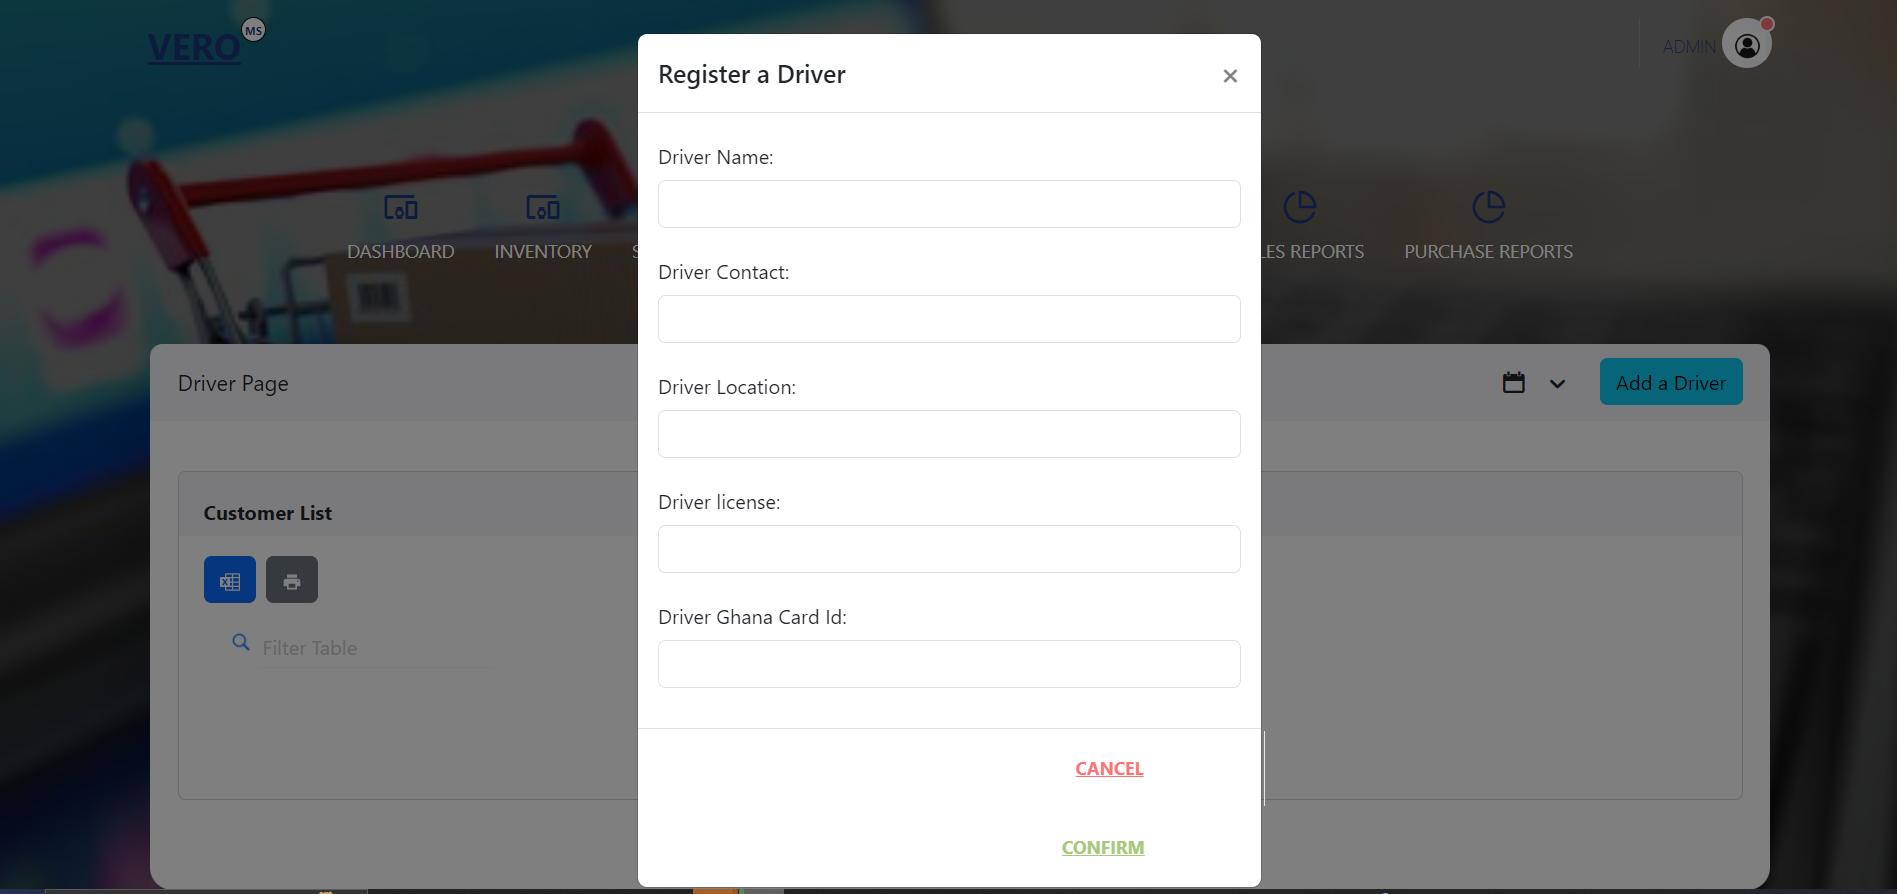 VERO MS
ADMIN
Register a Driver
×
Driver Name:
DASHBOARD
INVENTORY
S
LES REPORTS
PURCHASE REPORTS
Driver Contact:
Driver Page
Driver Location:
Add a Driver
Driver license:
Customer List
Driver Ghana Card Id:
Filter Table
CANCEL
CONFIRM